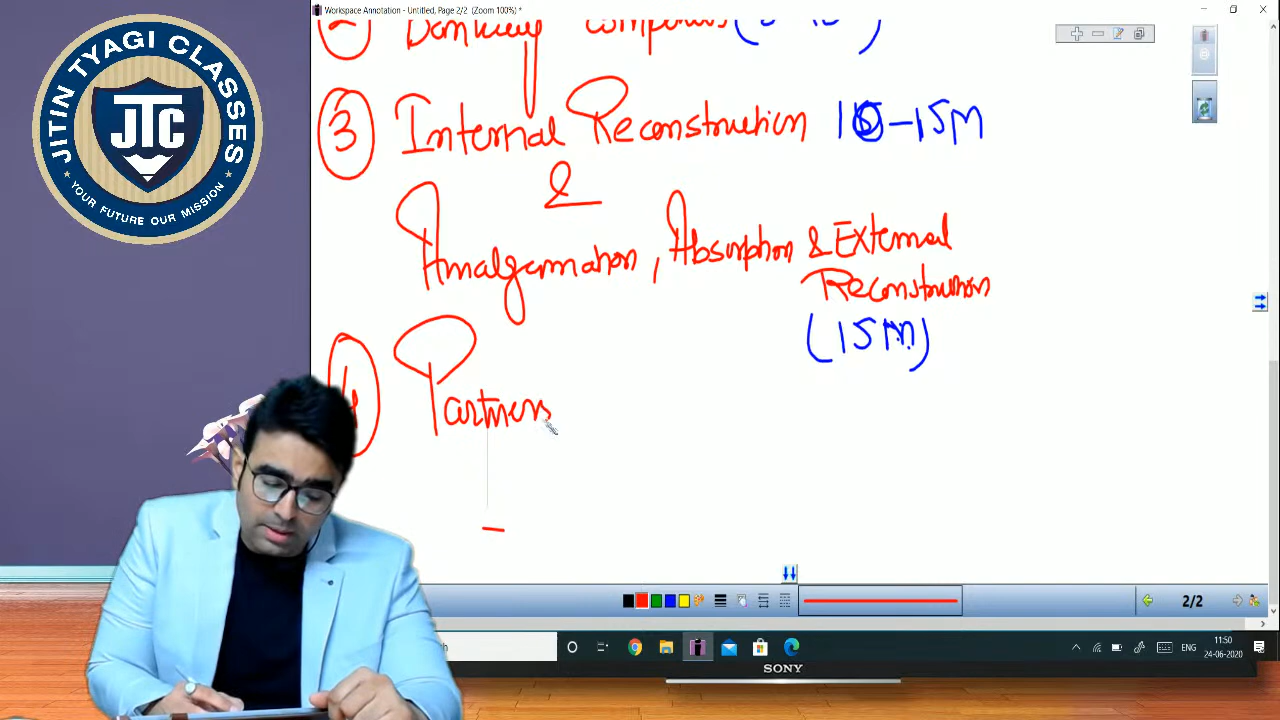 Workspace Annotation - Untitled, Page 2/2 (Zoom 100%) *
JITIN TYAGI CLASSES
JTC
YOUR FUTURE OUR MISSION
2
3 Internal Reconstruction 10-15M
&
Amalgamation, Absorption & External
Reconstruction
(15M)
4 Partners
2/2
11:50
ENG
24-06-2020
SONY